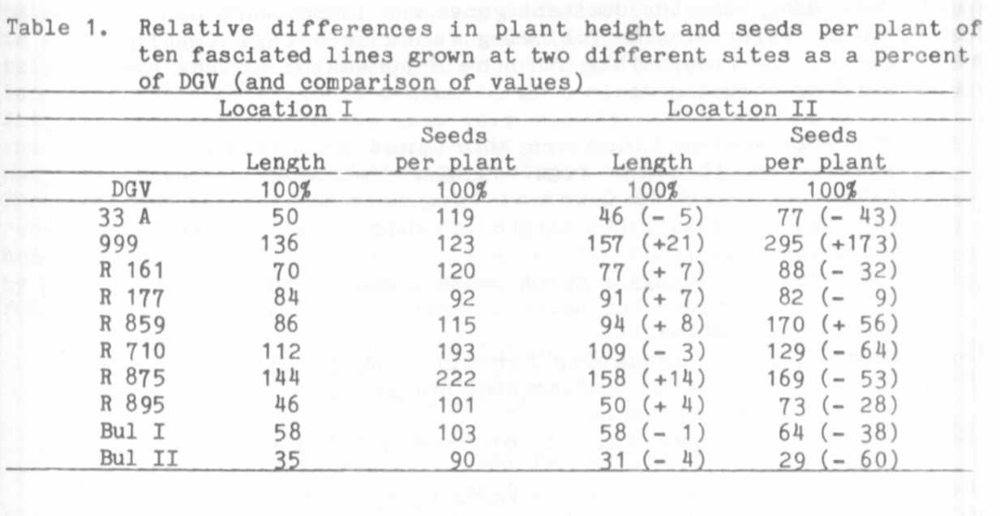 Table 1. Relative differences in plant height and seeds per plant of
ten fasciated lines grown at two different sites as a percent
of DGV (and comparison of values)
Location I Location II
Seeds Seeds
Length per plant Length per plant
DGV 100% 100% 100% 100%
33 A 50 119 46 (- 5) 77 (- 43)
999 136 123 157 (+21) 295 (+173)
R 161 70 120 77 (+ 7) 88 (- 32)
R 177 84 92 91 (+ 7) 82 (- 9)
R 859 86 115 94 (+ 8) 170 (+ 56)
R 710 112 193 109 (- 3) 129 (- 64)
R 875 144 222 158 (+14) 169 (- 53)
R 895 46 101 50 (+ 4) 73 (- 28)
Bul I 58 103 58 (- 1) 64 (- 38)
Bul II 35 90 31 (- 4) 29 (- 60)